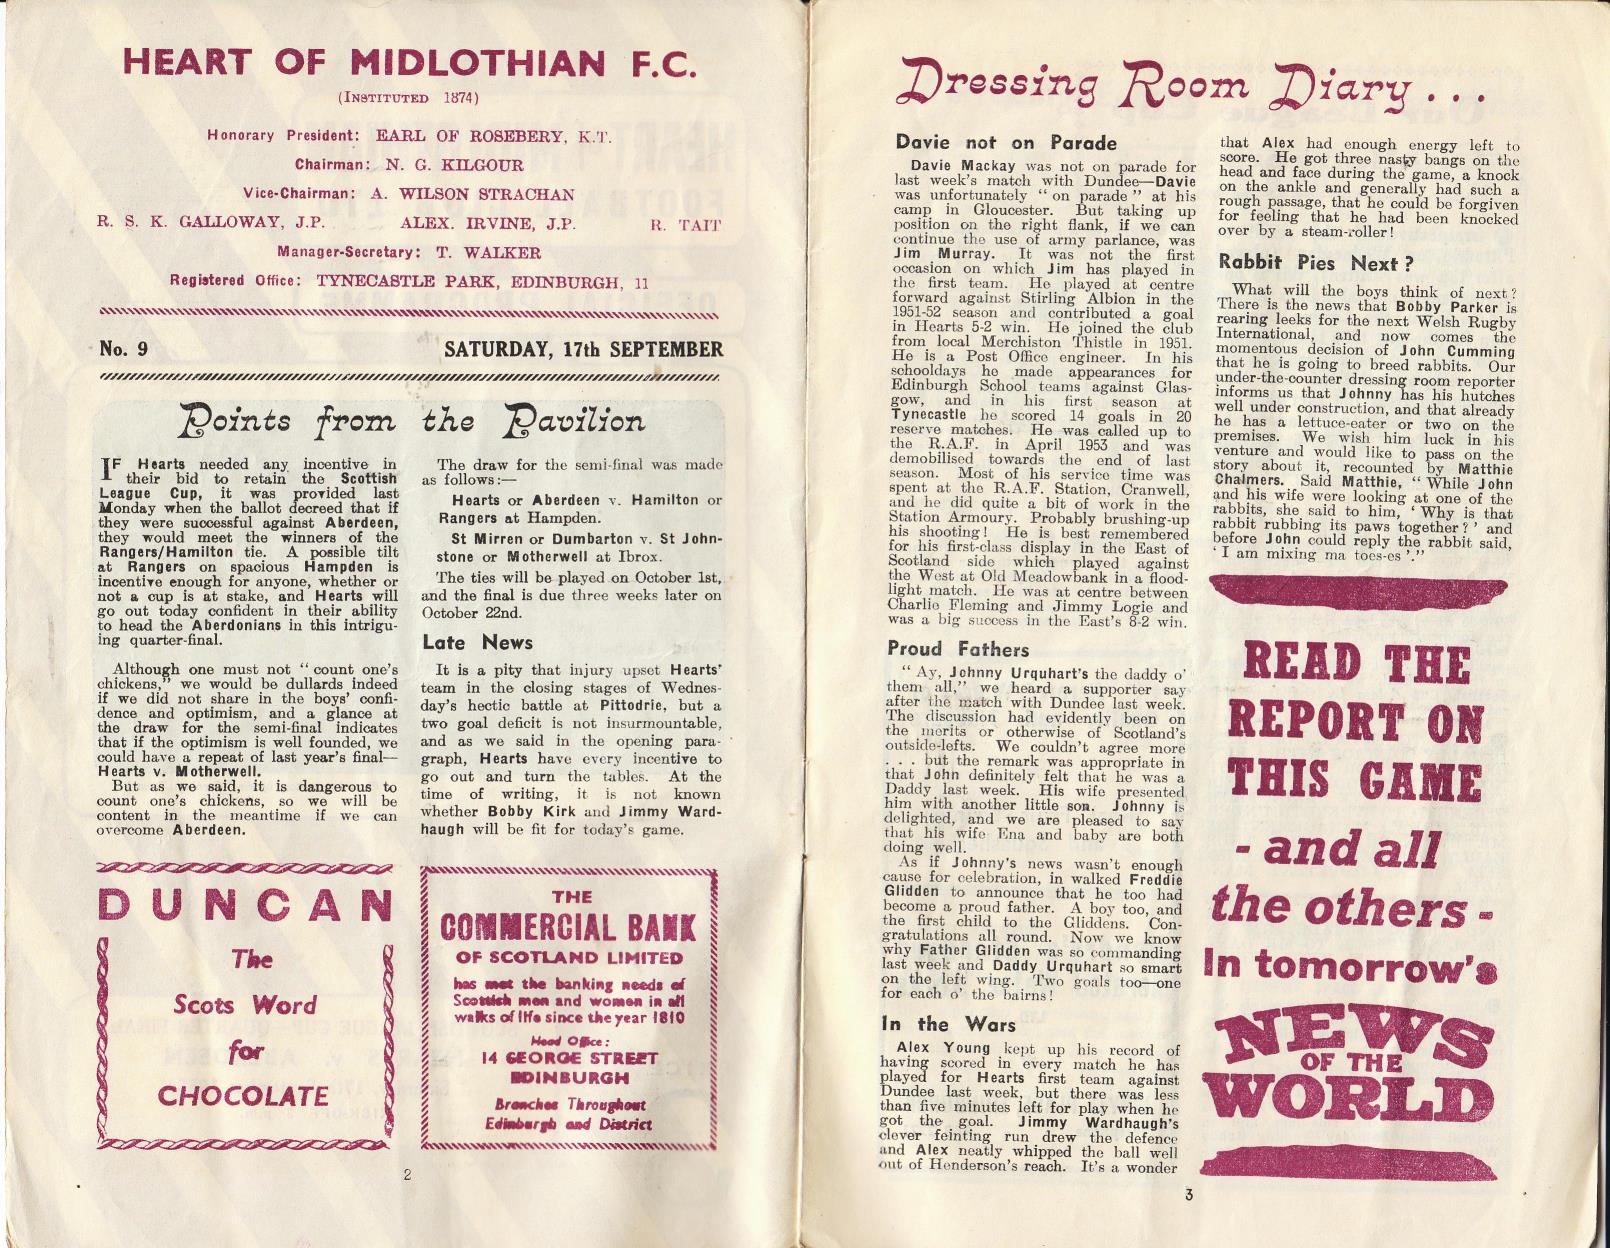 HEART OF MIDLOTHIAN F.C.
(INSTITUTED 1874)
Honorary President: EARL OF ROSEBERY, K.T.
Chairman: N. G. KILGOUR
Vice-Chairman: A. WILSON STRACHAN
R. S. K. GALLOWAY, J.P. ALEX. IRVINE, J.P. R. TAIT
Manager-Secretary: T. WALKER
Registered Office: TYNECASTLE PARK, EDINBURGH, 11
No. 9 SATURDAY, 17th SEPTEMBER
Points from the Pavilion
IF Hearts needed any incentive in
their bid to retain the Scottish
League Cup, it was provided last
Monday when the ballot decreed that if
they were successful against Aberdeen,
they would meet the winners of the
Rangers/Hamilton tie. A possible tilt
at Rangers on spacious Hampden is
incentive enough for anyone, whether or
not a cup is at stake, and Hearts will
go out today confident in their ability
to head the Aberdonians in this intrigu-
ing quarter-final.
Although one must not "count one's
chickens," we would be dullards indeed
if we did not share in the boys' confi-
dence and optimism, and a glance at
the draw for the semi-final indicates
that if the optimism is well founded, we
could have a repeat of last year's final—
Hearts v. Motherwell.
But as we said, it is dangerous to
count one's chickens, so we will be
content in the meantime if we can
overcome Aberdeen.
The draw for the semi-final was made
as follows:—
Hearts or Aberdeen v. Hamilton or
Rangers at Hampden.
St Mirren or Dumbarton v. St John-
stone or Motherwell at Ibrox.
The ties will be played on October 1st,
and the final is due three weeks later on
October 22nd.
Late News
It is a pity that injury upset Hearts'
team in the closing stages of Wednes-
day's hectic battle at Pittodrie, but a
two goal deficit is not insurmountable,
and as we said in the opening para-
graph, Hearts have every incentive to
go out and turn the tables. At the
time of writing, it is not known
whether Bobby Kirk and Jimmy Ward-
haugh will be fit for today's game.
DUNCAN
The
Scots Word
for
CHOCOLATE
THE
COMMERCIAL BANK
OF SCOTLAND LIMITED
has met the banking needs of
Scottish men and women in all
walks of life since the year 1810
Head Office:
14 GEORGE STREET
EDINBURGH
Branches Throughout
Edinburgh and District
2
Dressing Room Diary...
Davie not on Parade
Davie Mackay was not on parade for
last week's match with Dundee—Davie
was unfortunately "on parade" at his
camp in Gloucester. But taking up
position on the right flank, if we can
continue the use of army parlance, was
Jim Murray. It was not the first
occasion on which Jim has played in
the first team. He played at centre
forward against Stirling Albion in the
1951-52 season and contributed a goal
in Hearts 5-2 win. He joined the club
from local Merchiston Thistle in 1951.
He is a Post Office engineer. In his
schooldays he made appearances for
Edinburgh School teams against Glas-
gow, and in his first season at
Tynecastle he scored 14 goals in 20
reserve matches. He was called up to
the R.A.F. in April 1953 and was
demobilised towards the end of last
season. Most of his service time was
spent at the R.A.F. Station, Cranwell,
and he did quite a bit of work in the
Station Armoury. Probably brushing-up
his shooting! He is best remembered
for his first-class display in the East of
Scotland side which played against
the West at Old Meadowbank in a flood-
light match. He was at centre between
Charlie Fleming and Jimmy Logie and
was a big success in the East's 8-2 win.
Proud Fathers
"Ay, Johnny Urquhart's the daddy o'
them all," we heard a supporter say
after the match with Dundee last week.
The discussion had evidently been on
the merits or otherwise of Scotland's
outside-lefts. We couldn't agree more
. . . but the remark was appropriate in
that John definitely felt that he was a
Daddy last week. His wife presented
him with another little son. Johnny is
delighted, and we are pleased to say
that his wife Ena and baby are both
doing well.
As if Johnny's news wasn't enough
cause for celebration, in walked Freddie
Glidden to announce that he too had
become a proud father. A boy too, and
the first child to the Gliddens. Con-
gratulations all round. Now we know
why Father Glidden was so commanding
last week and Daddy Urquhart so smart
on the left wing. Two goals too—one
for each o' the bairns!
In the Wars
Alex Young kept up his record of
having scored in every match he has
played for Hearts first team against
Dundee last week, but there was less
than five minutes left for play when he
got the goal. Jimmy Wardhaugh's
clever feinting run drew the defence
and Alex neatly whipped the ball well
out of Henderson's reach. It's a wonder
that Alex had enough energy left to
score. He got three nasty bangs on the
head and face during the game, a knock
on the ankle and generally had such a
rough passage, that he could be forgiven
for feeling that he had been knocked
over by a steam-roller!
Rabbit Pies Next?
What will the boys think of next?
There is the news that Bobby Parker is
rearing leeks for the next Welsh Rugby
International, and now comes the
momentous decision of John Cumming
that he is going to breed rabbits. Our
under-the-counter dressing room reporter
informs us that Johnny has his hutches
well under construction, and that already
he has a lettuce-eater or two on the
premises. We wish him luck in his
venture and would like to pass on the
story about it, recounted by Matthie
Chalmers. Said Matthie, "While John
and his wife were looking at one of the
rabbits, she said to him, 'Why is that
rabbit rubbing its paws together?' and
before John could reply the rabbit said,
'I am mixing ma toes-es'."
READ THE
REPORT ON
THIS GAME
- and all
the others -
In tomorrow's
NEWS
OF THE
WORLD
3